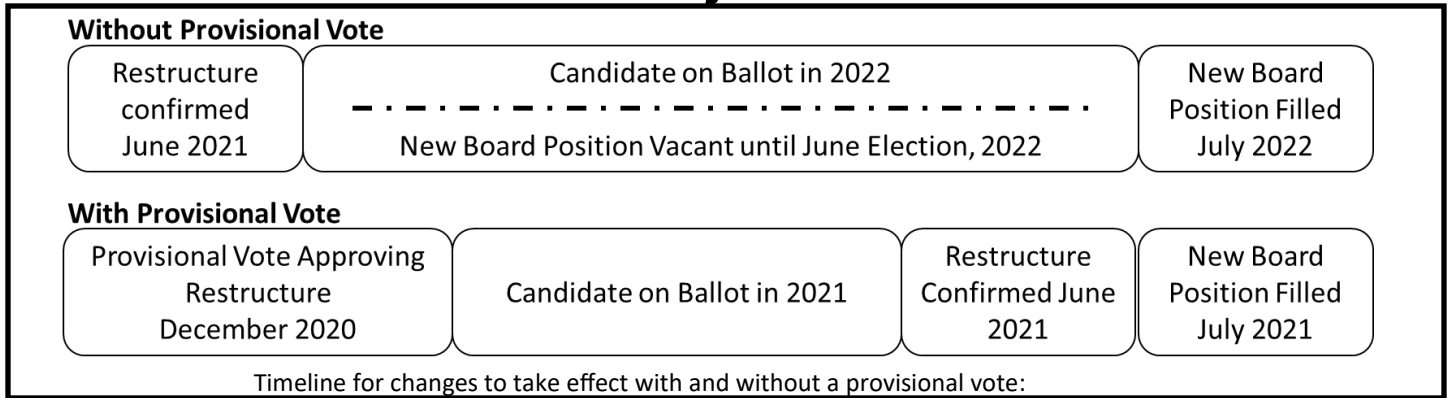 Without Provisional Vote
Restructure
confirmed
June 2021
Candidate on Ballot in 2022
New Board Position Vacant until June Election, 2022
New Board
Position Filled
July 2022
With Provisional Vote
Provisional Vote Approving
Restructure
December 2020
Candidate on Ballot in 2021
Restructure
Confirmed June
2021
New Board
Position Filled
July 2021
Timeline for changes to take effect with and without a provisional vote: